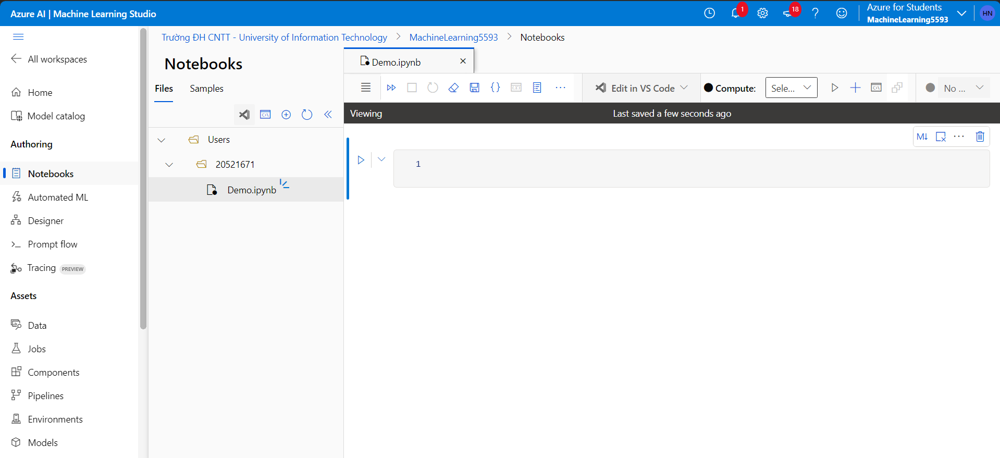 Azure AI | Machine Learning Studio
1
18
Azure for Students
MachineLearning5593
HN
All workspaces
Home
Model catalog
Authoring
Notebooks
Automated ML
Designer
Prompt flow
Tracing PREVIEW
Assets
Data
Jobs
Components
Pipelines
Environments
Models
Trường ĐH CNTT - University of Information Technology > MachineLearning5593 > Notebooks
Notebooks
Files Samples
Users
20521671
Demo.ipynb
Demo.ipynb
Edit in VS Code
Compute: Sele...
No ...
Viewing Last saved a few seconds ago
M↓
1